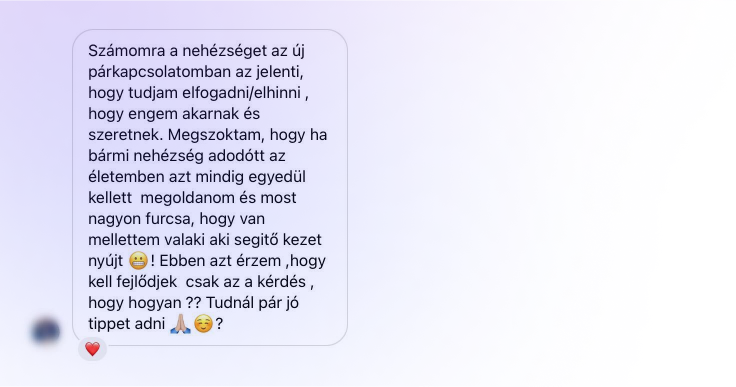 Számomra a nehézséget az új
párkapcsolatomban az jelenti,
hogy tudjam elfogadni/elhinni ,
hogy engem akarnak és
szeretnek. Megszoktam, hogy ha
bármi nehézség adodótt az
életemben azt mindig egyedül
kellett  megoldanom és most
nagyon furcsa, hogy van
mellettem valaki aki segitő kezet
nyújt 😬! Ebben azt érzem ,hogy
kell fejlődjek  csak az a kérdés ,
hogy hogyan ?? Tudnál pár jó
tippet adni 🙏🏼☺️?